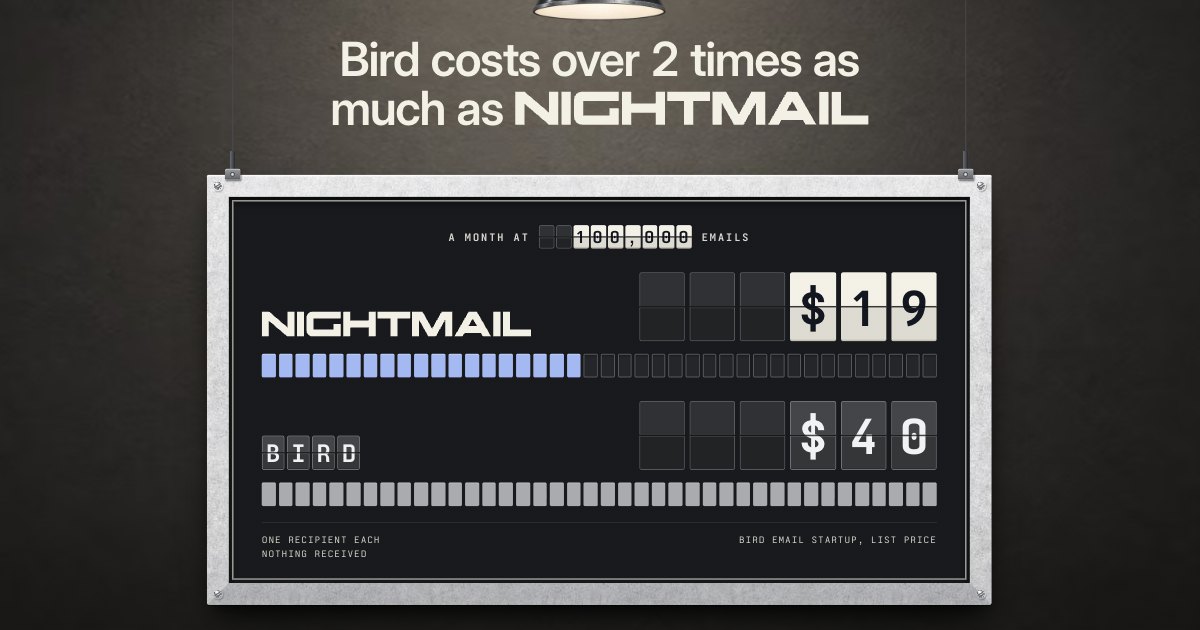 Bird costs over 2 times as
much as NIGHTMAIL
A MONTH AT 100,000 EMAILS
$19
NIGHTMAIL
$40
BIRD
ONE RECIPIENT EACH
NOTHING RECEIVED
BIRD EMAIL STARTUP, LIST PRICE